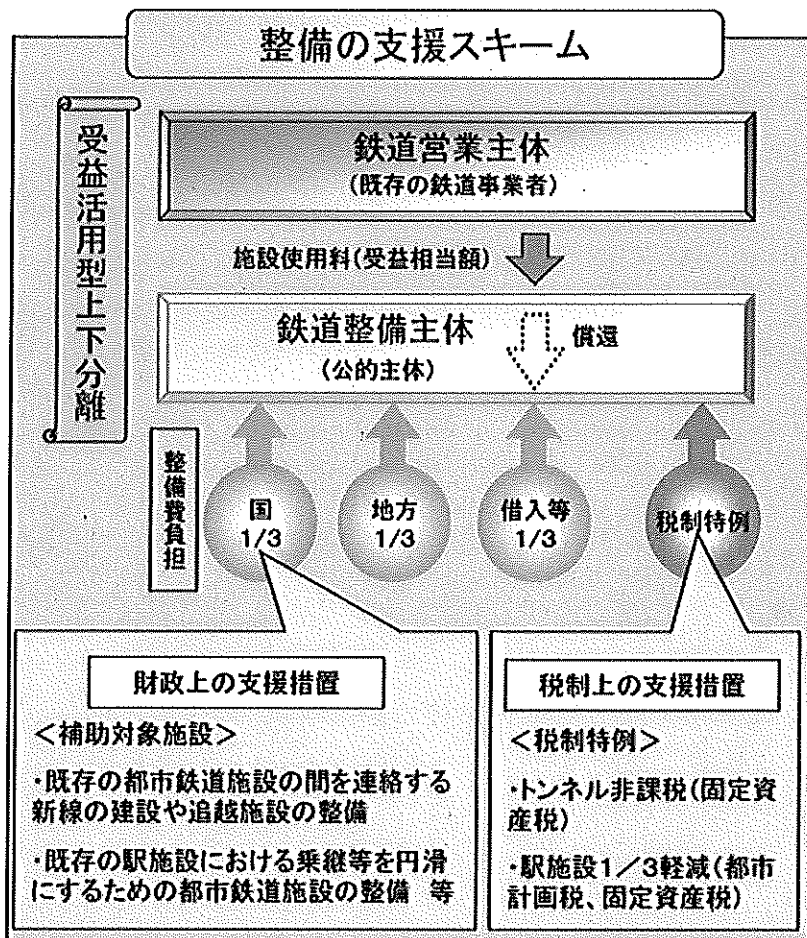 整備の支援スキーム
受益活用型上下分離
鉄道営業主体
(既存の鉄道事業者)
施設使用料(受益相当額)
鉄道整備主体
(公的主体)
償還
整備費負担
国
1/3
地方
1/3
借入等
1/3
税制特例
財政上の支援措置
＜補助対象施設＞
・既存の都市鉄道施設の間を連絡する
新線の建設や追越施設の整備
・既存の駅施設における乗継等を円滑
にするための都市鉄道施設の整備 等
税制上の支援措置
＜税制特例＞
・トンネル非課税(固定資
産税)
・駅施設1／3軽減(都市
計画税、固定資産税)